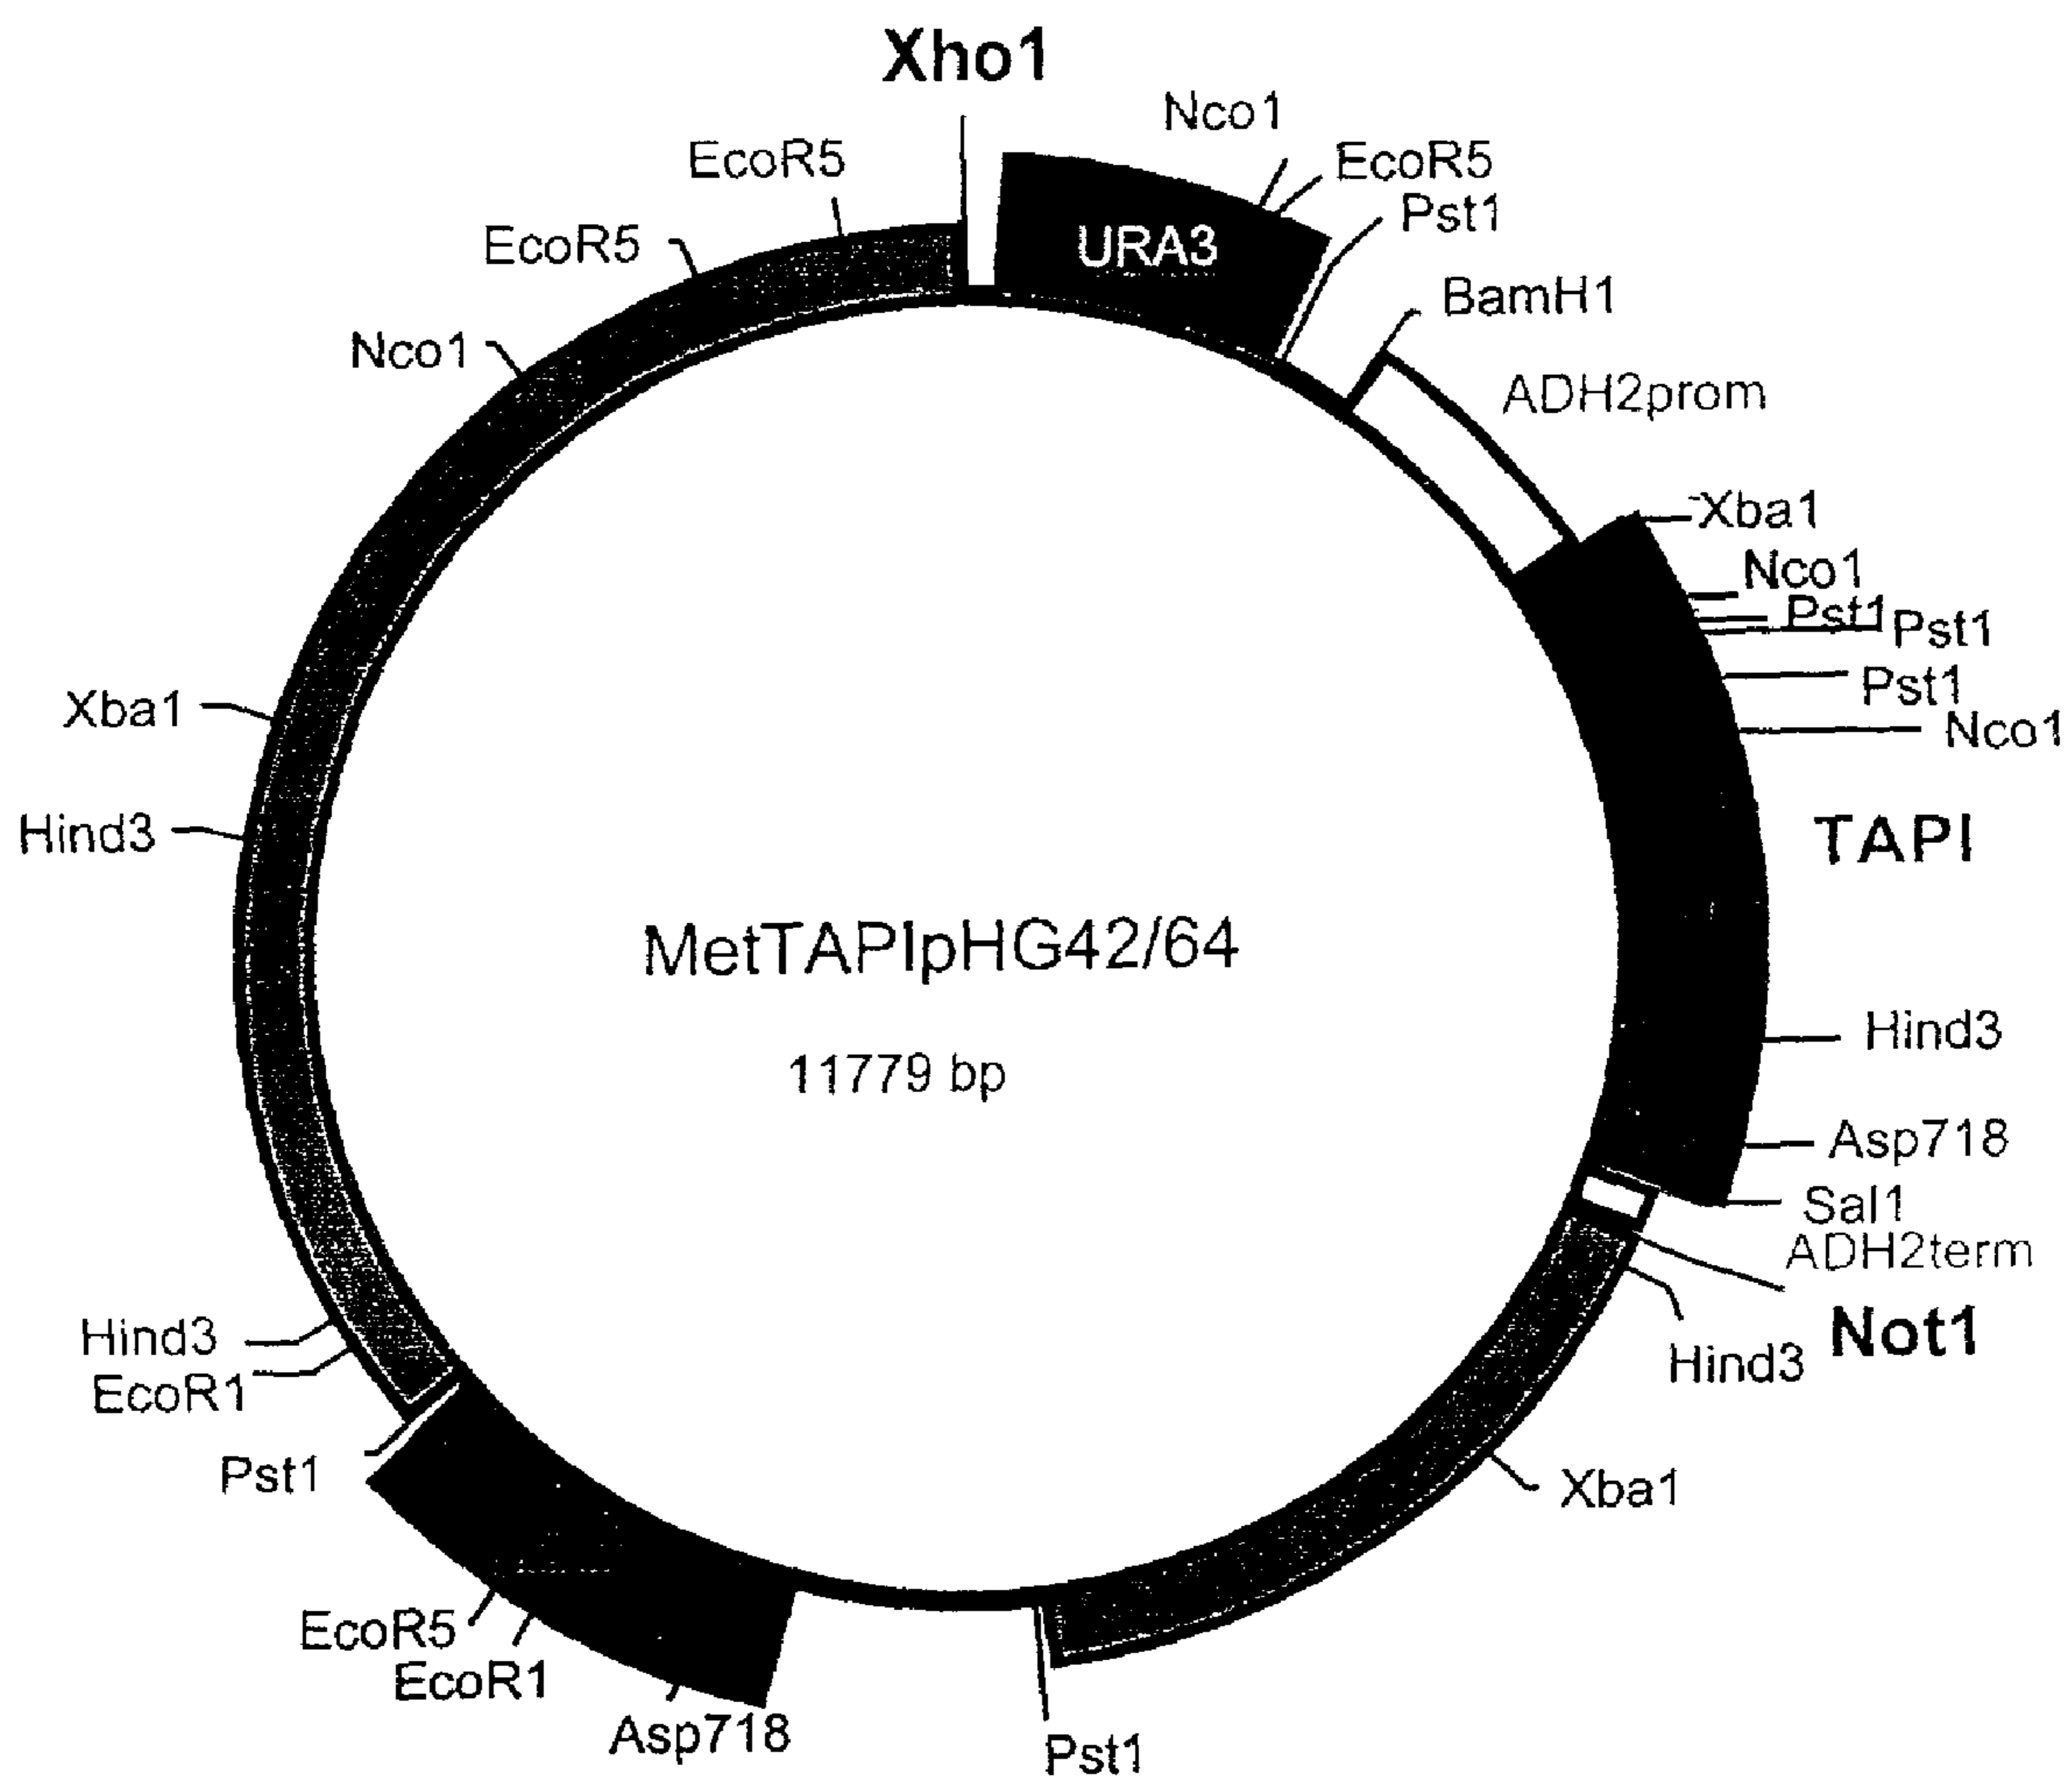 Xho1
Nco1
EcoR5
EcoR5
Pst1
URA3
EcoR5
BamH1
Nco1
ADH2prom
Xba1
Nco1
Pst1
Pst1
Pst1
Xba1
Nco1
Hind3
TAPI
MetTAPIpHG42/64
Hind3
11779 bp
Asp718
Sal1
ADH2term
Hind3
Not1
EcoR1
Hind3
Pst1
Xba1
EcoR5
EcoR1
Asp718
Pst1